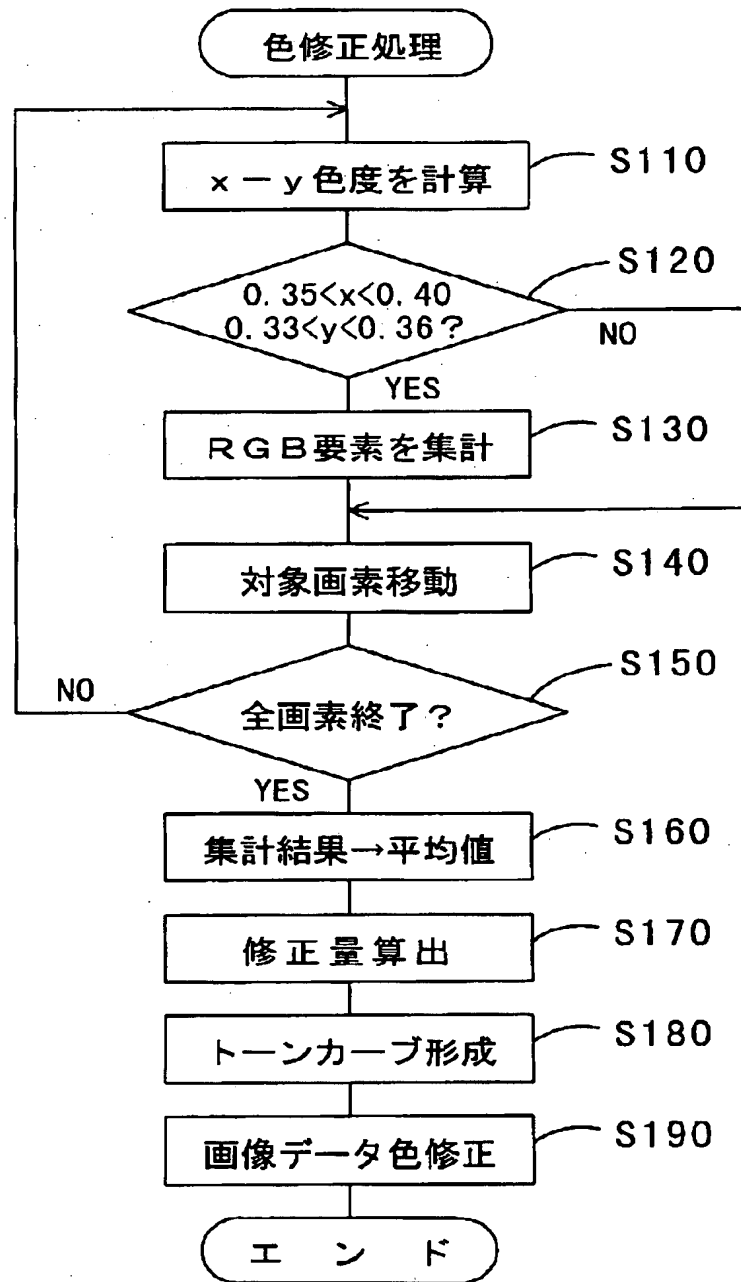 色修正処理
x－y色度を計算
S110
0.35<x<0.40
0.33<y<0.36?
S120
NO
YES
RGB要素を集計
S130
対象画素移動
S140
全画素終了?
S150
NO
YES
集計結果→平均値
S160
修正量算出
S170
トーンカーブ形成
S180
画像データ色修正
S190
エンド